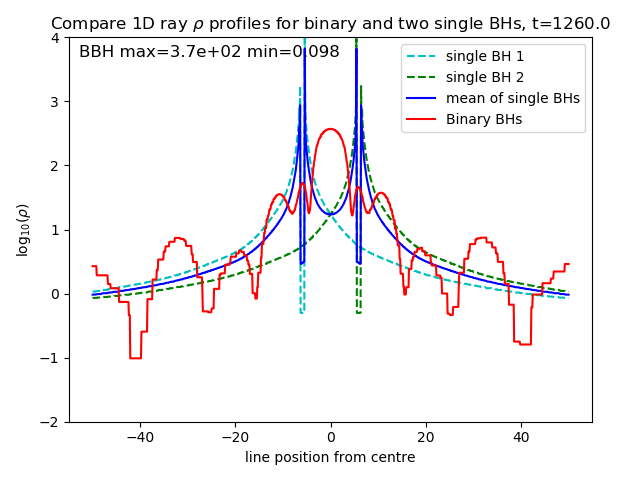 Compare 1D ray ρ profiles for binary and two single BHs, t=1260.0
BBH max=3.7e+02 min=0.098
single BH 1
single BH 2
mean of single BHs
Binary BHs
log₁₀(ρ)
4
3
2
1
0
−1
−2
−40
−20
0
20
40
line position from centre